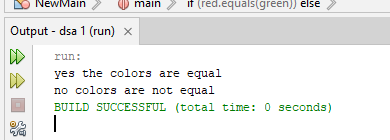 NewMain main if (red.equals(green)) else
Output - dsa 1 (run) ×
run:
yes the colors are equal
no colors are not equal
BUILD SUCCESSFUL (total time: 0 seconds)